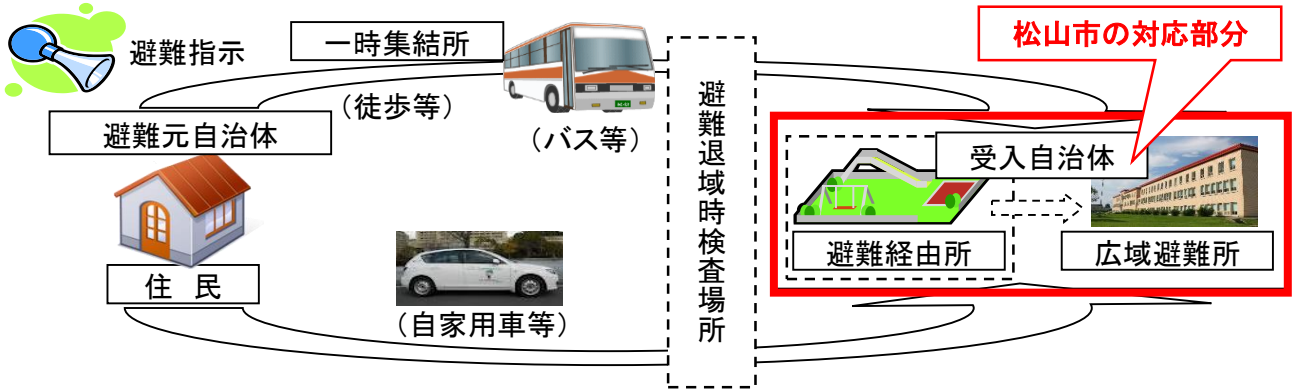 避難指示
一時集結所
松山市の対応部分
(徒歩等)
避難元自治体
(バス等)
避難退域時検査場所
受入自治体
避難経由所
広域避難所
住　民
(自家用車等)